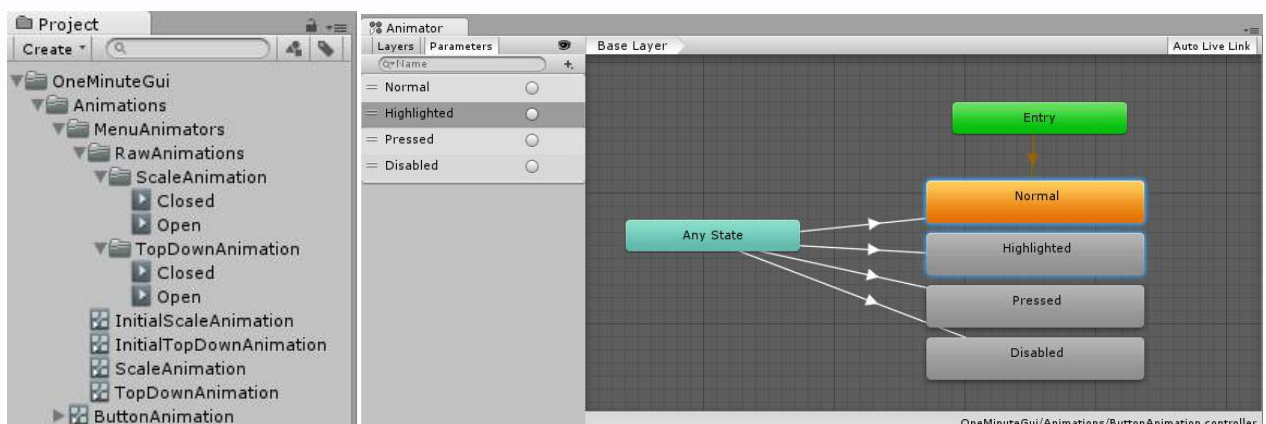 Project
Create
OneMinuteGui
Animations
MenuAnimators
RawAnimations
ScaleAnimation
Closed
Open
TopDownAnimation
Closed
Open
InitialScaleAnimation
InitialTopDownAnimation
ScaleAnimation
TopDownAnimation
ButtonAnimation
Animator
Layers Parameters
Name
Normal
Highlighted
Pressed
Disabled
Base Layer
Auto Live Link
Entry
Any State
Normal
Highlighted
Pressed
Disabled
OneMinuteGui/Animations/ButtonAnimation.controller